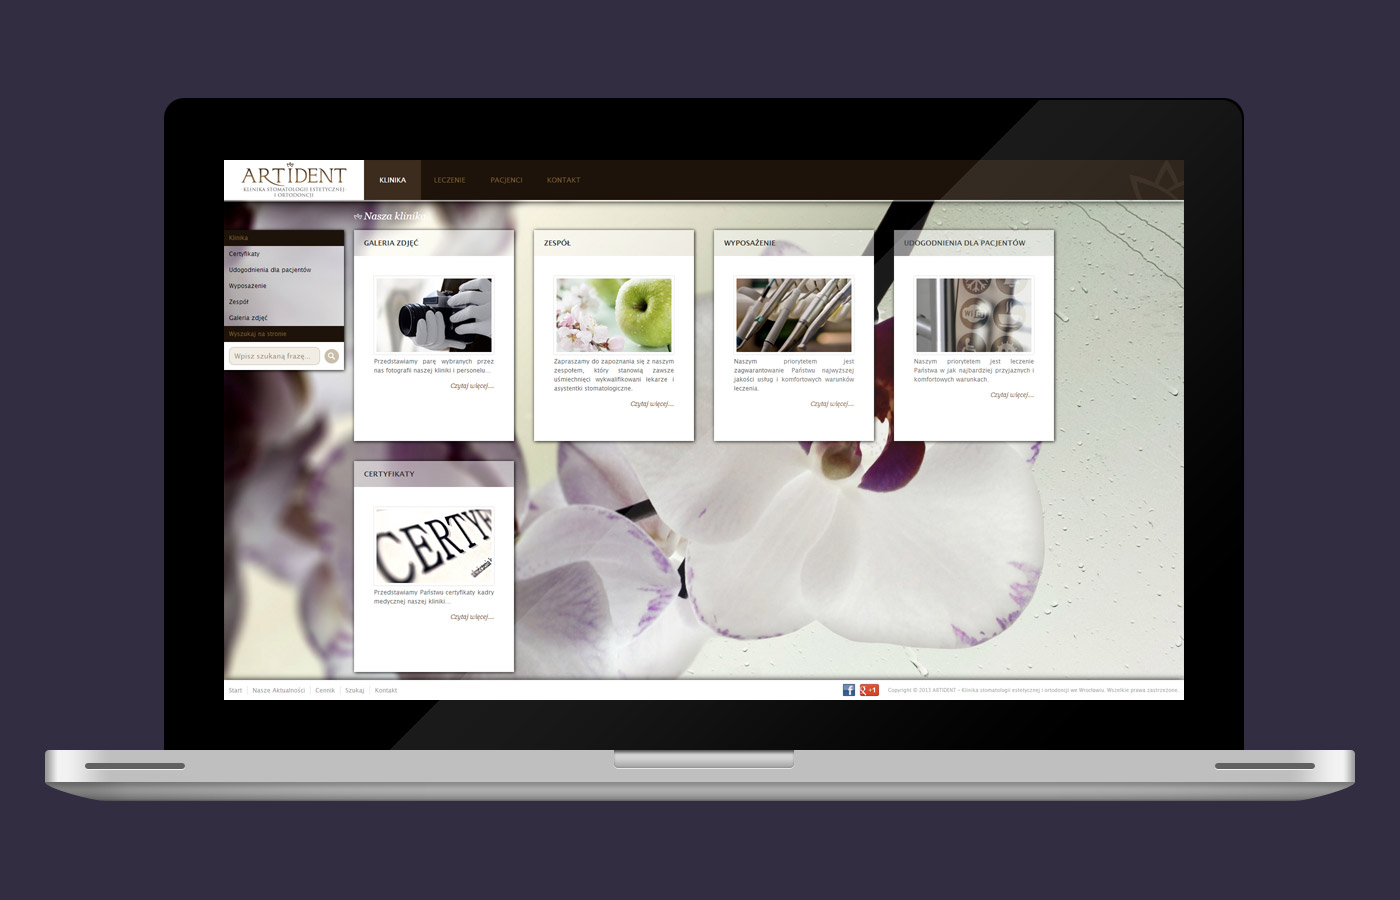 ARTIDENT
KLINIKA STOMATOLOGII ESTETYCZNEJ
I ORTODONCJI
KLINIKA
LECZENIE
PACJENCI
KONTAKT
Nasza klinika
Klinika
Certyfikaty
Udogodnienia dla pacjentów
Wyposażenie
Zespół
Galeria zdjęć
Wyszukaj na stronie
Wpisz szukaną frazę...
GALERIA ZDJĘĆ
Przedstawiamy parę wybranych przez
nas fotografii naszej kliniki i personelu...
Czytaj więcej...
ZESPÓŁ
Zapraszamy do zapoznania się z naszym
zespołem, który stanowią zawsze
uśmiechnięci wykwalifikowani lekarze i
asystentki stomatologiczne.
Czytaj więcej...
WYPOSAŻENIE
Naszym priorytetem jest
zagwarantowanie Państwu najwyższej
jakości usług i komfortowych warunków
leczenia.
Czytaj więcej...
UDOGODNIENIA DLA PACJENTÓW
Naszym priorytetem jest leczenie
Państwa w jak najbardziej przyjaznych i
komfortowych warunkach.
Czytaj więcej...
CERTYFIKATY
CERTYF
Przedstawiamy Państwu certyfikaty kadry
medycznej naszej kliniki...
Czytaj więcej...
Start
Nasze Aktualności
Cennik
Szukaj
Kontakt
f
g +1
Copyright © 2013 ARTIDENT - Klinika stomatologii estetycznej i ortodoncji we Wrocławiu. Wszelkie prawa zastrzeżone.